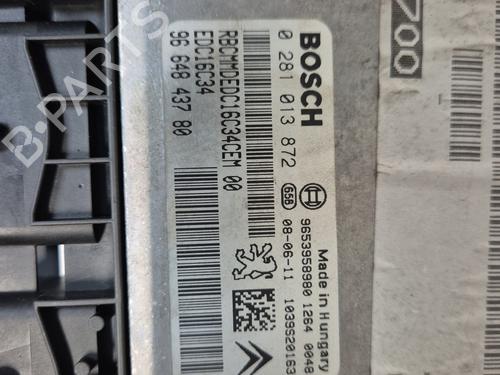 BOSCH
0 281 013 872
RBCMMDEDC16C34CEM 00
EDC16C34
96 648 437 80
656
9653958980 1264 0048
08-06-11 1039S20163
Made in Hungary
700
B-PARTS